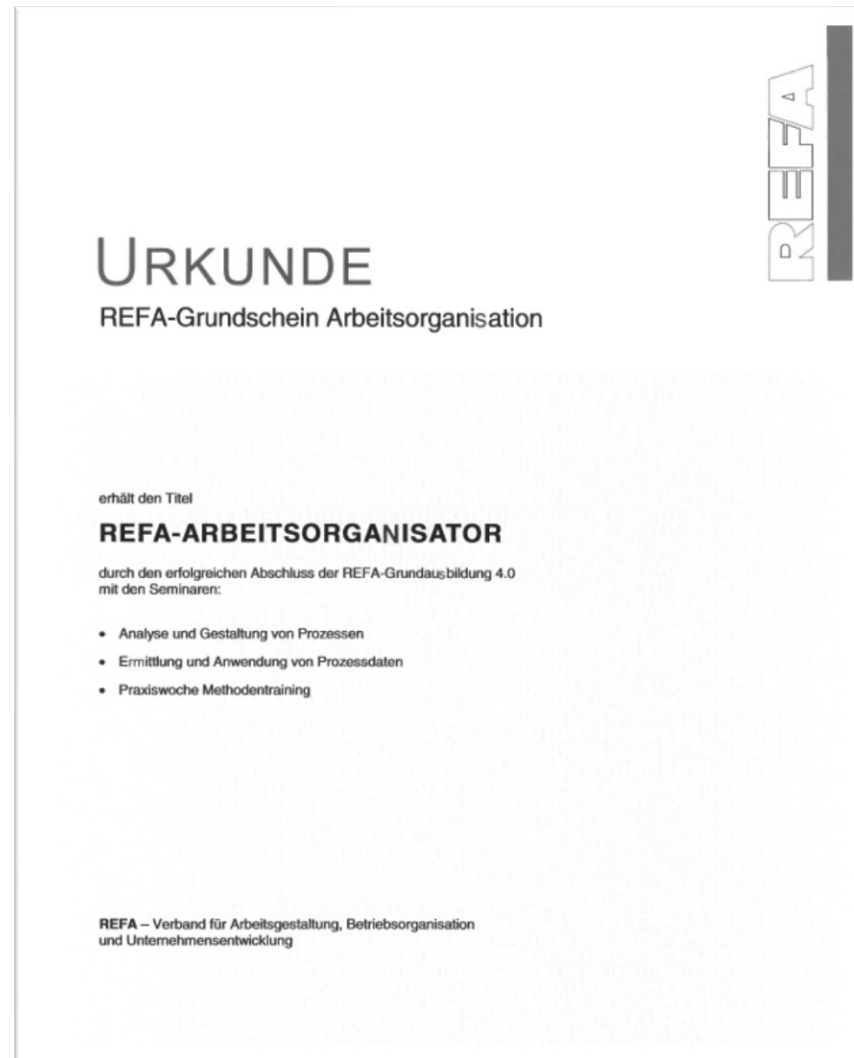 REFA
URKUNDE
REFA-Grundschein Arbeitsorganisation
erhält den Titel
REFA-ARBEITSORGANISATOR
durch den erfolgreichen Abschluss der REFA-Grundausbildung 4.0
mit den Seminaren:
• Analyse und Gestaltung von Prozessen
• Ermittlung und Anwendung von Prozessdaten
• Praxiswoche Methodentraining
REFA – Verband für Arbeitsgestaltung, Betriebsorganisation
und Unternehmensentwicklung